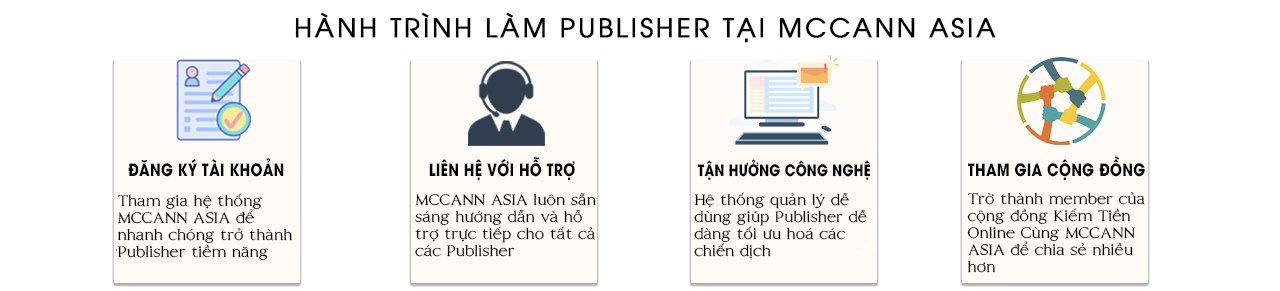 HÀNH TRÌNH LÀM PUBLISHER TẠI MCCANN ASIA
ĐĂNG KÝ TÀI KHOẢN
Tham gia hệ thống
MCCANN ASIA để
nhanh chóng trở thành
Publisher tiềm năng
LIÊN HỆ VỚI HỖ TRỢ
MCCANN ASIA luôn sẵn
sáng hướng dẫn và hỗ
trợ trực tiếp cho tất cả
các Publisher
TẬN HƯỞNG CÔNG NGHỆ
Hệ thống quản lý dễ
dùng giúp Publisher dễ
dàng tối ưu hoá các
chiến dịch
THAM GIA CỘNG ĐỒNG
Trở thành member của
cộng đồng Kiếm Tiền
Online Cùng MCCANN
ASIA để chia sẻ nhiều
hơn